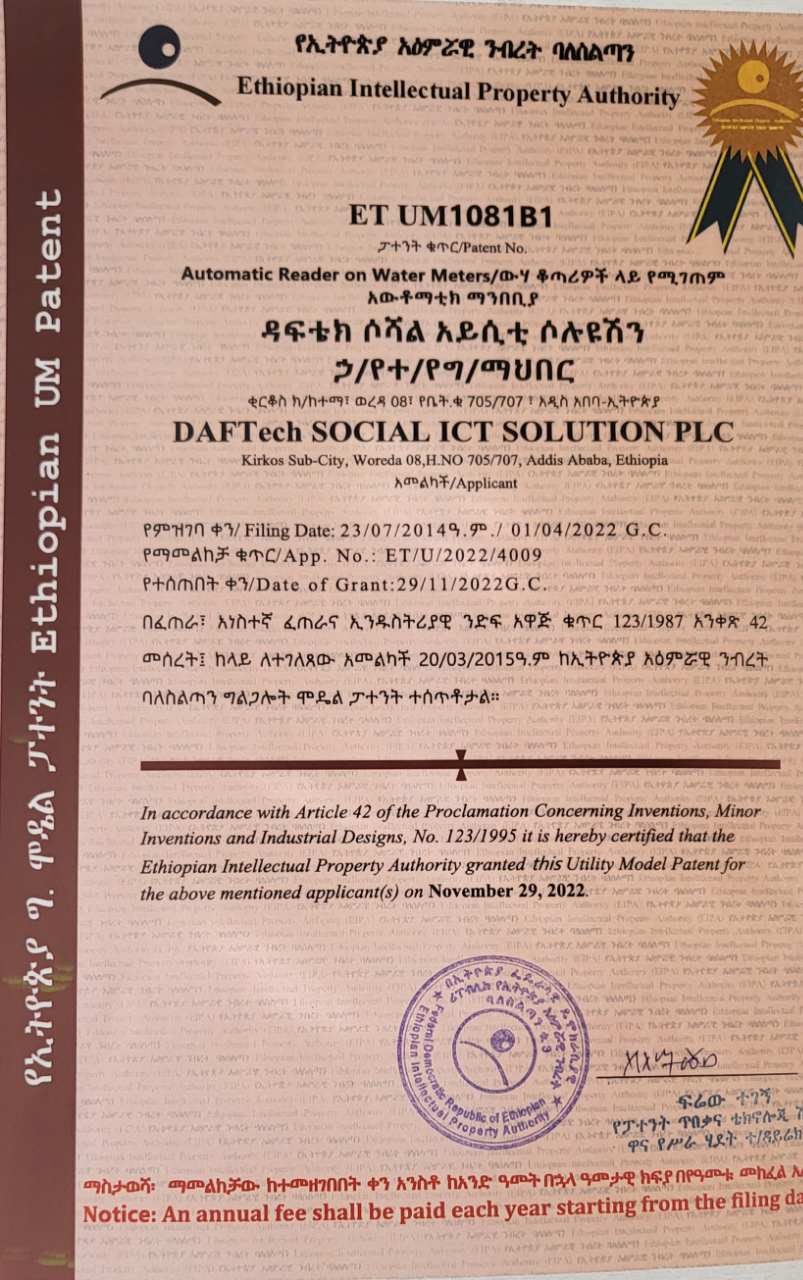 የኢትዮጵያ አዕምሯዊ ንብረት ባለስልጣን
Ethiopian Intellectual Property Authority
ET UM1081B1
ፓተንት ቁጥር/Patent No.
Automatic Reader on Water Meters/ውሃ ቆጣሪዎች ላይ የሚገጠም
አውቶማቲክ ማንበቢያ
ዳፍቴክ ሶሻል አይሲቲ ሶሉዩሽን
ኃ/የተ/የግ/ማህበር
ቂርቆስ ክ/ከተማ፣ ወረዳ 08፣ የቤት.ቁ 705/707 ፣ አዲስ አበባ-ኢትዮጵያ
DAFTech SOCIAL ICT SOLUTION PLC
Kirkos Sub-City, Woreda 08,H.NO 705/707, Addis Ababa, Ethiopia
አመልካች/Applicant
የምዝገባ ቀን/ Filing Date: 23/07/2014ዓ.ም./ 01/04/2022 G.C.
የማመልከቻ ቁጥር/App. No.: ET/U/2022/4009
የተሰጠበት ቀን/Date of Grant:29/11/2022G.C.
በፈጠራ፣ አነስተኛ ፈጠራና ኢንዱስትሪያዊ ንድፍ አዋጅ ቁጥር 123/1987 አንቀጽ 42
መሰረት፤ ከላይ ለተገለጸው አመልካች 20/03/2015ዓ.ም ከኢትዮጵያ አዕምሯዊ ንብረት
ባለስልጣን ግልጋሎት ሞዴል ፓተንት ተሰጥቶታል።
In accordance with Article 42 of the Proclamation Concerning Inventions, Minor
Inventions and Industrial Designs, No. 123/1995 it is hereby certified that the
Ethiopian Intellectual Property Authority granted this Utility Model Patent for
the above mentioned applicant(s) on November 29, 2022.
በኢትዮጵያ ፌዴራላዊ ዲሞክራሲያዊ
ሪፐብሊክ የኢትዮጵያ አዕምሯዊ ንብረት
ባለስልጣን
Federal Democratic Republic of Ethiopian
Ethiopian Intellectual Property Authority
ፍሬው ተገኝ
የፓተንት ጥበቃና ቴክኖሎጂ
ዋና የሥራ ሂደት ተ/ዳይሬክ
ማስታወሻ፡ ማመልከቻው ከተመዘገበበት ቀን አንስቶ ከአንድ ዓመት በኋላ ዓመታዊ ክፍያ በየዓመቱ መከፈል
Notice: An annual fee shall be paid each year starting from the filing da
የኢትዮጵያ ግ. ሞዴል ፓተንት Ethiopian UM Patent